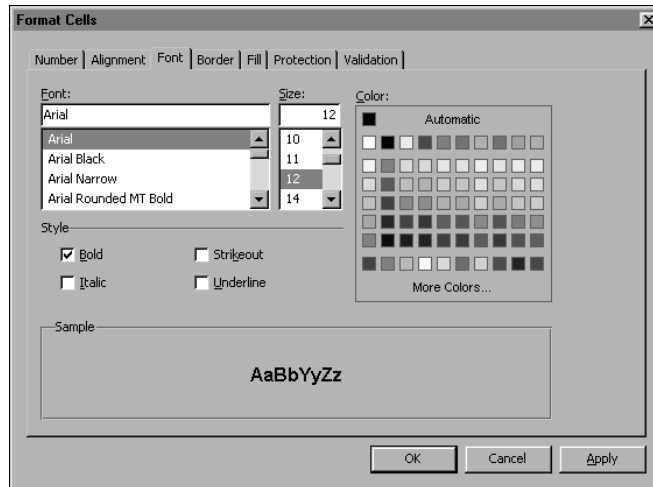 Format Cells
Number Alignment Font Border Fill Protection Validation
Font:
Arial
Arial
Arial Black
Arial Narrow
Arial Rounded MT Bold
Size:
12
10
11
12
14
Color:
Automatic
More Colors...
Style
Bold
Strikeout
Italic
Underline
Sample
AaBbYyZz
OK
Cancel
Apply